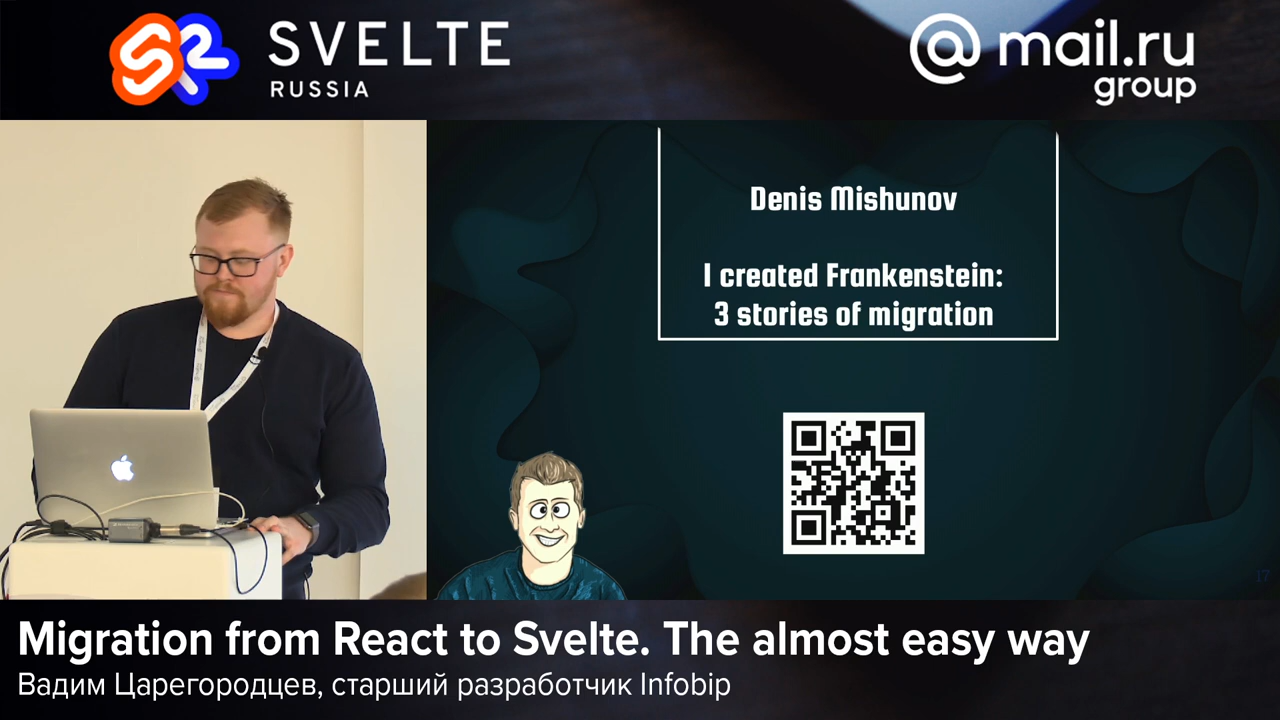 SVELTE
RUSSIA
@mail.ru
group
Denis Mishunov
I created Frankenstein:
3 stories of migration
17
Migration from React to Svelte. The almost easy way
Вадим Царегородцев, старший разработчик Infobip